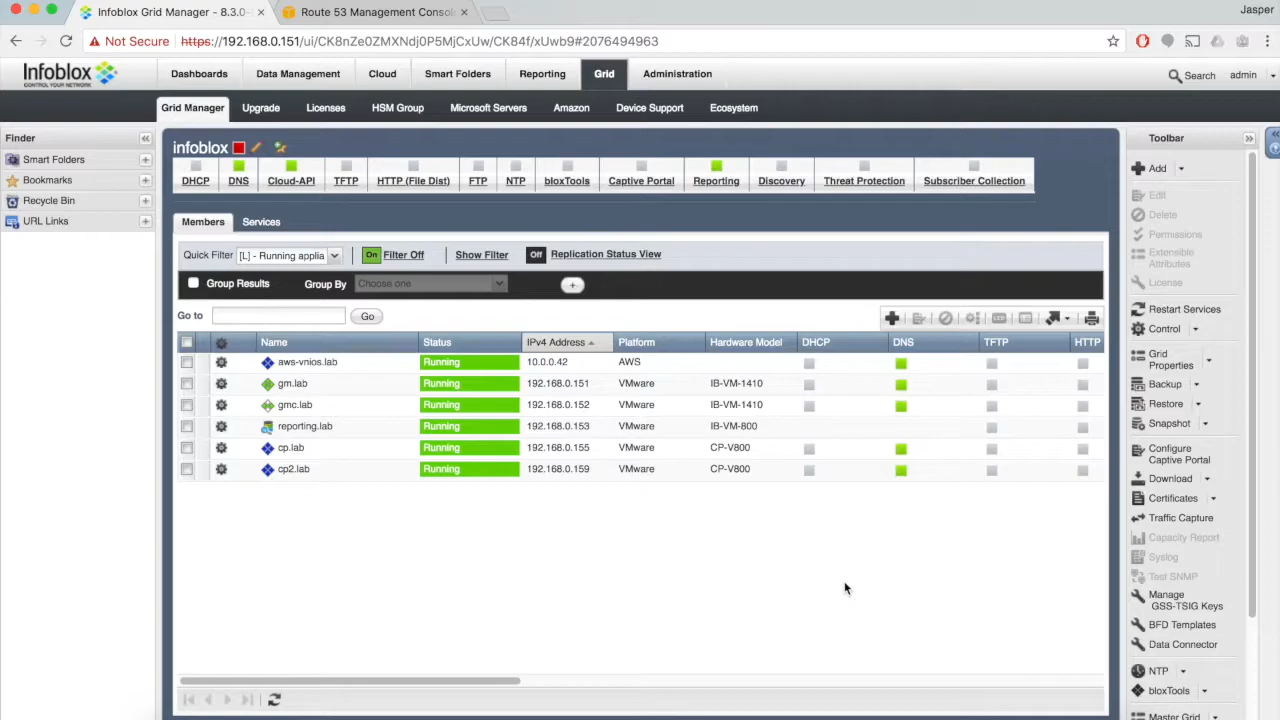 Infoblox Grid Manager - 8.3.0-
Route 53 Management Consol
Jasper
Not Secure https://192.168.0.151/ui/CK8nZe0ZMXNdj0P5MjCxUw/CK84f/xUwb9#2076494963
Infoblox
CONTROL YOUR NETWORK
Dashboards Data Management Cloud Smart Folders Reporting Grid Administration
Search admin
Grid Manager Upgrade Licenses HSM Group Microsoft Servers Amazon Device Support Ecosystem
Finder
Smart Folders
Bookmarks
Recycle Bin
URL Links
infoblox
DHCP DNS Cloud-API TFTP HTTP (File Dist) FTP NTP bloxTools Captive Portal Reporting Discovery Threat Protection Subscriber Collection
Members Services
Quick Filter [L] - Running applia On Filter Off Show Filter Off Replication Status View
Group Results Group By Choose one
Go to Go
Name Status IPv4 Address Platform Hardware Model DHCP DNS TFTP HTTP
aws-vnios.lab Running 10.0.0.42 AWS
gm.lab Running 192.168.0.151 VMware IB-VM-1410
gmc.lab Running 192.168.0.152 VMware IB-VM-1410
reporting.lab Running 192.168.0.153 VMware IB-VM-800
cp.lab Running 192.168.0.155 VMware CP-V800
cp2.lab Running 192.168.0.159 VMware CP-V800
Toolbar
Add
Edit
Delete
Permissions
Extensible
Attributes
License
Restart Services
Control
Grid
Properties
Backup
Restore
Snapshot
Configure
Captive Portal
Download
Certificates
Traffic Capture
Capacity Report
Syslog
Test SNMP
Manage
GSS-TSIG Keys
BFD Templates
Data Connector
NTP
bloxTools
Master Grid